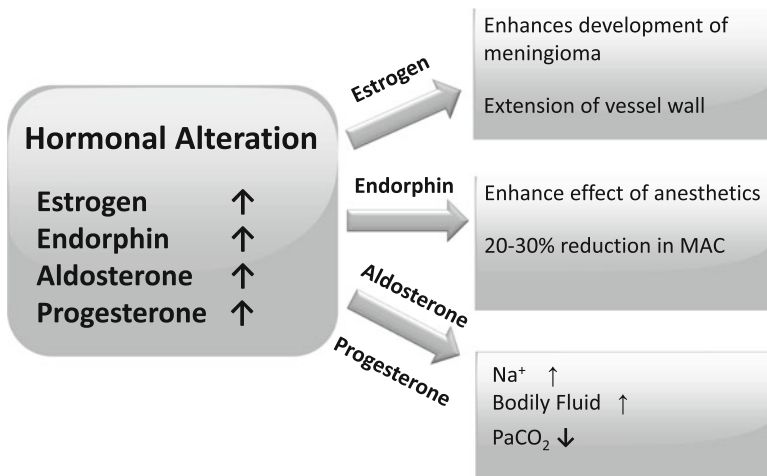 Hormonal Alteration
Estrogen ↑
Endorphin ↑
Aldosterone ↑
Progesterone ↑
Estrogen
Enhances development of
meningioma
Extension of vessel wall
Endorphin
Enhance effect of anesthetics
20-30% reduction in MAC
Aldosterone
Progesterone
Na⁺ ↑
Bodily Fluid ↑
PaCO₂ ↓